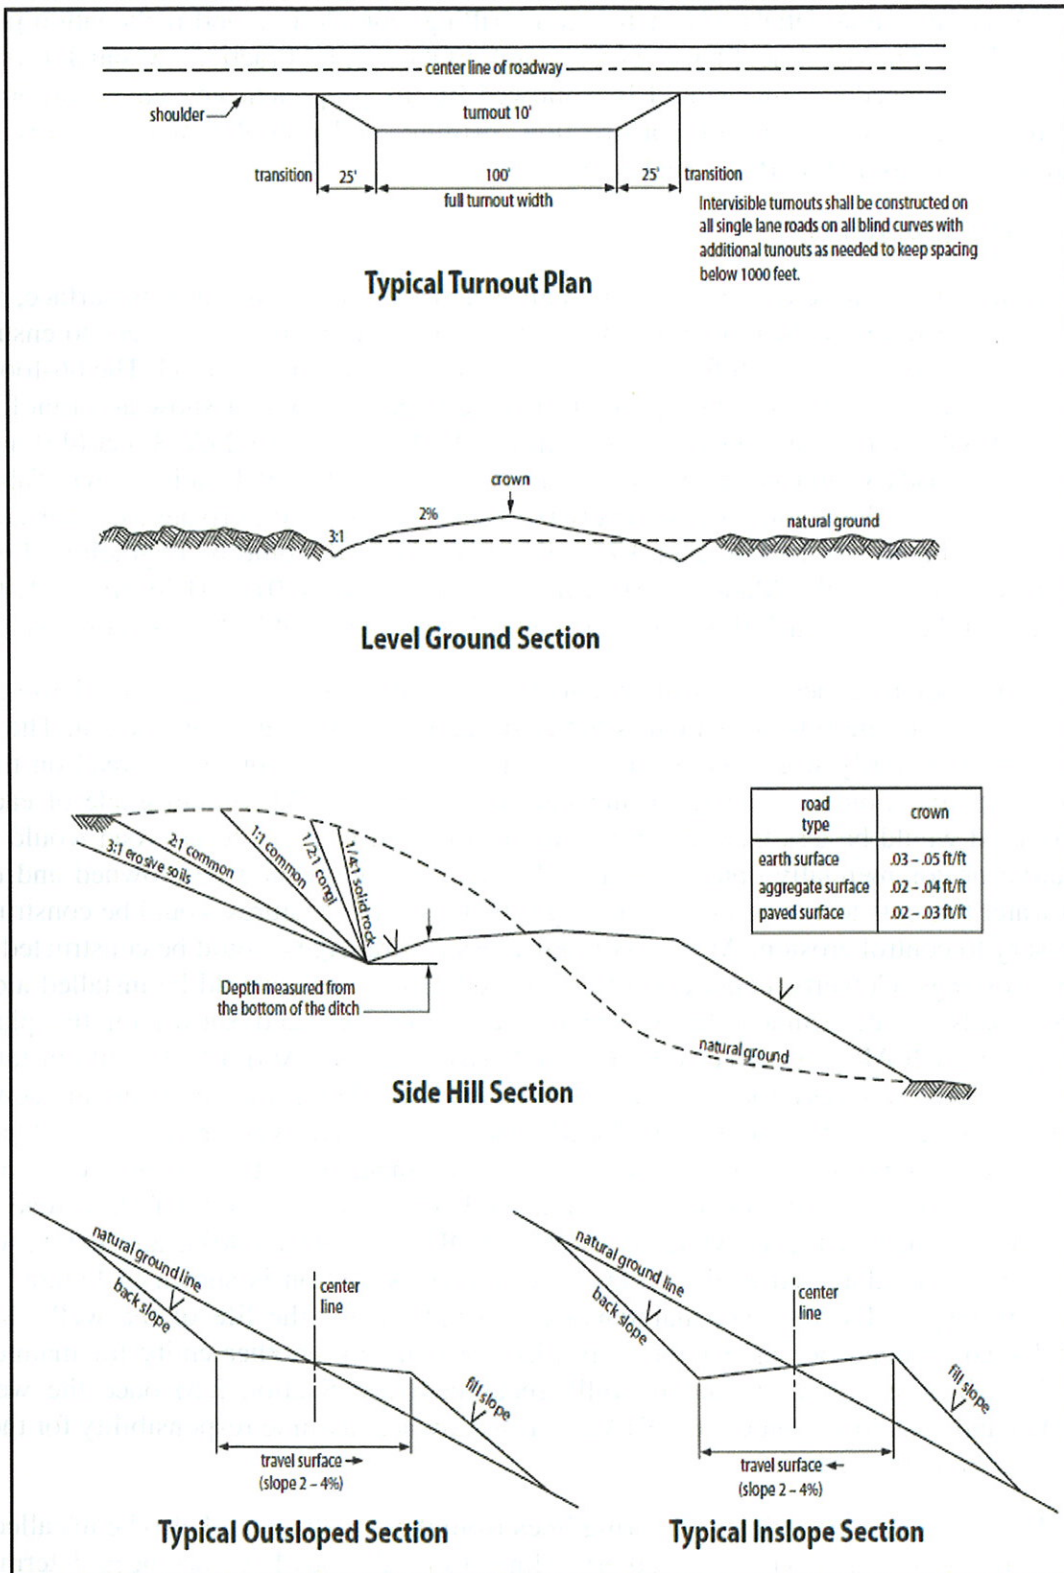 center line of roadway
shoulder
turnout 10'
transition
25'
100'
25'
transition
full turnout width
Intervisible turnouts shall be constructed on
all single lane roads on all blind curves with
additional tunouts as needed to keep spacing
below 1000 feet.
Typical Turnout Plan
crown
2%
3:1
natural ground
Level Ground Section
road
type
crown
earth surface
.03 – .05 ft/ft
aggregate surface
.02 – .04 ft/ft
paved surface
.02 – .03 ft/ft
3:1 erosive soils
2:1 common
1:1 common
1/2:1 congl
1/4:1 solid rock
Depth measured from
the bottom of the ditch
natural ground
Side Hill Section
natural ground line
back slope
center
line
fill slope
travel surface
(slope 2 – 4%)
Typical Outsloped Section
natural ground line
back slope
center
line
fill slope
travel surface
(slope 2 – 4%)
Typical Inslope Section